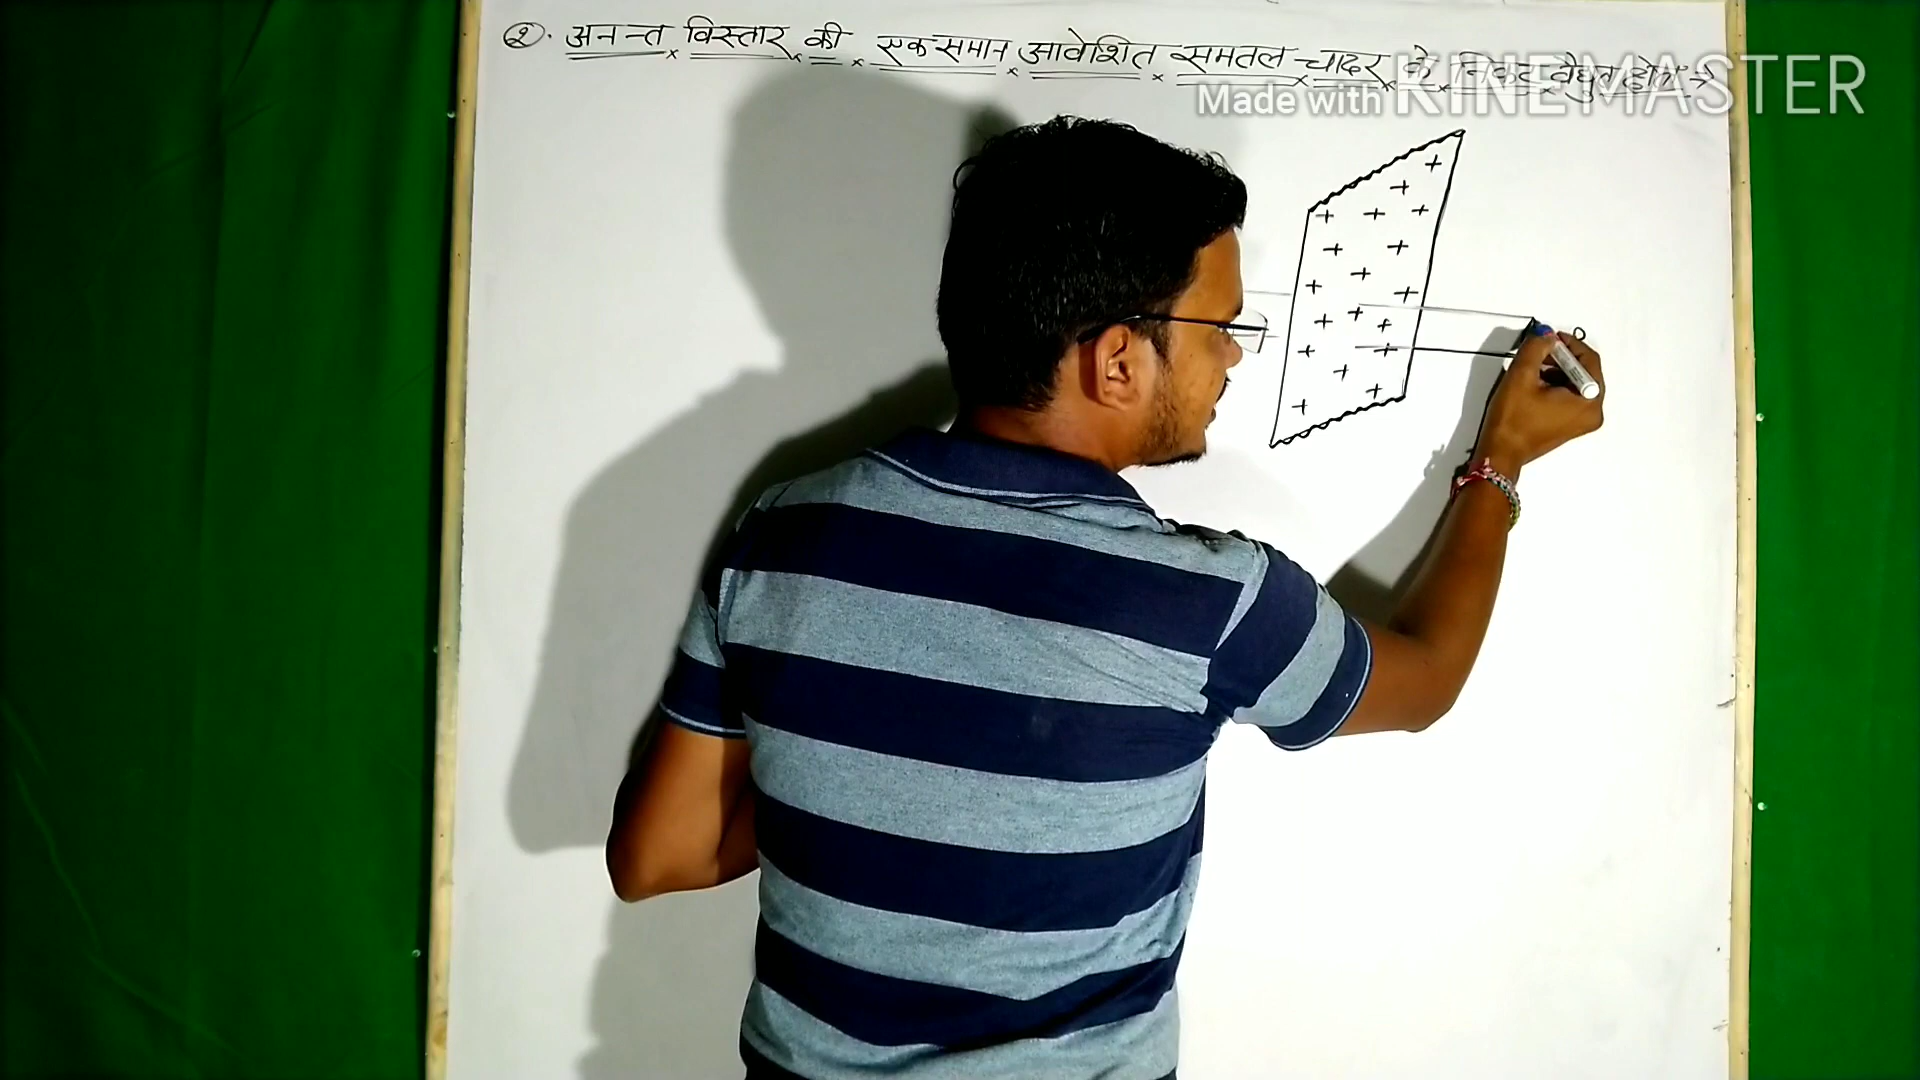 ②. अनन्त विस्तार की एकसमान आवेशित समतल चादर के निकट वैद्युत क्षेत्र →
Made with KINEMASTER